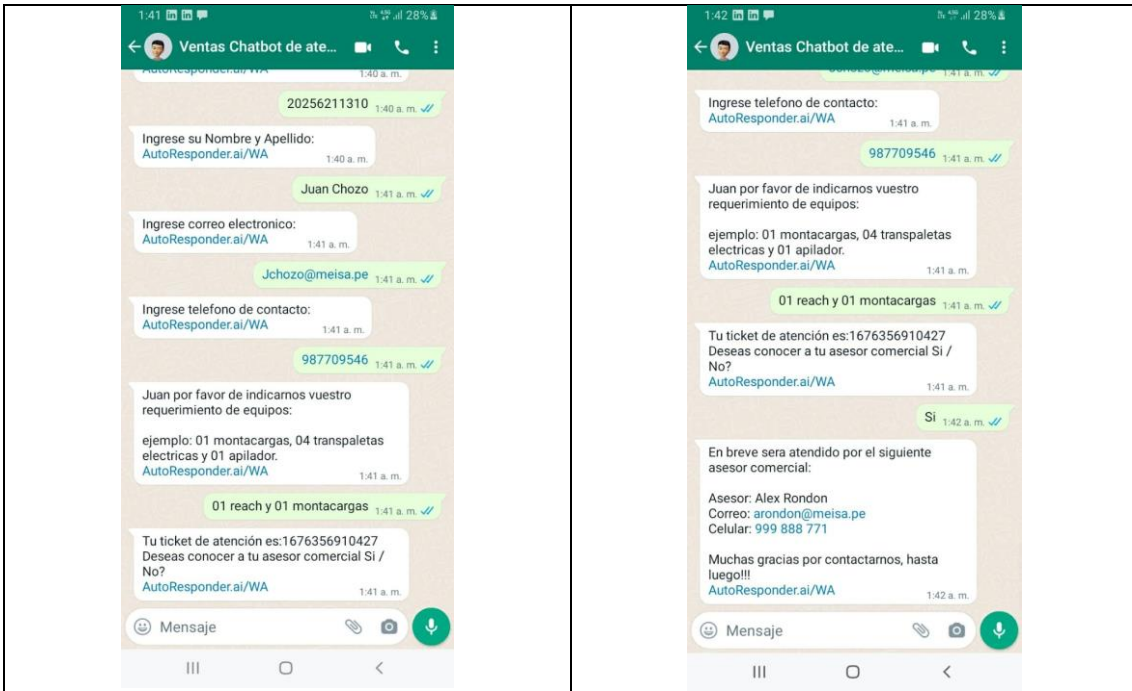 1:41
28%
Ventas Chatbot de ate...
AutoResponder.ai/WA
1:40 a. m.
20256211310 1:40 a. m.
Ingrese su Nombre y Apellido:
AutoResponder.ai/WA
1:40 a. m.
Juan Chozo 1:41 a. m.
Ingrese correo electronico:
AutoResponder.ai/WA
1:41 a. m.
Jchozo@meisa.pe 1:41 a. m.
Ingrese telefono de contacto:
AutoResponder.ai/WA
1:41 a. m.
987709546 1:41 a. m.
Juan por favor de indicarnos vuestro
requerimiento de equipos:
ejemplo: 01 montacargas, 04 transpaletas
electricas y 01 apilador.
AutoResponder.ai/WA
1:41 a. m.
01 reach y 01 montacargas 1:41 a. m.
Tu ticket de atención es:1676356910427
Deseas conocer a tu asesor comercial Si /
No?
AutoResponder.ai/WA
1:41 a. m.
Mensaje
1:42
28%
Ventas Chatbot de ate...
Jchozo@meisa.pe 1:41 a. m.
Ingrese telefono de contacto:
AutoResponder.ai/WA
1:41 a. m.
987709546 1:41 a. m.
Juan por favor de indicarnos vuestro
requerimiento de equipos:
ejemplo: 01 montacargas, 04 transpaletas
electricas y 01 apilador.
AutoResponder.ai/WA
1:41 a. m.
01 reach y 01 montacargas 1:41 a. m.
Tu ticket de atención es:1676356910427
Deseas conocer a tu asesor comercial Si /
No?
AutoResponder.ai/WA
1:41 a. m.
Si 1:42 a. m.
En breve sera atendido por el siguiente
asesor comercial:
Asesor: Alex Rondon
Correo: arondon@meisa.pe
Celular: 999 888 771
Muchas gracias por contactarnos, hasta
luego!!!
AutoResponder.ai/WA
1:42 a. m.
Mensaje